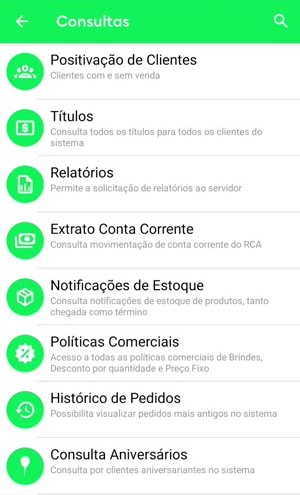 Consultas
Positivação de Clientes
Clientes com e sem venda
Títulos
Consulta todos os títulos para todos os clientes do
sistema
Relatórios
Permite a solicitação de relatórios ao servidor
Extrato Conta Corrente
Consulta movimentação de conta corrente do RCA
Notificações de Estoque
Consulta notificações de estoque de produtos, tanto
chegada como término
Políticas Comerciais
Acesso a todas as políticas comerciais de Brindes,
Desconto por quantidade e Preço Fixo
Histórico de Pedidos
Possibilita visualizar pedidos mais antigos no sistema
Consulta Aniversários
Consulta por clientes aniversariantes no sistema